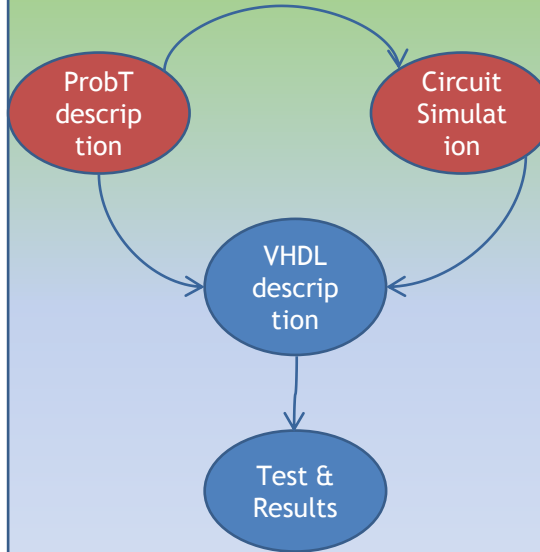 ProbT
descrip
tion
Circuit
Simulat
ion
VHDL
descrip
tion
Test &
Results